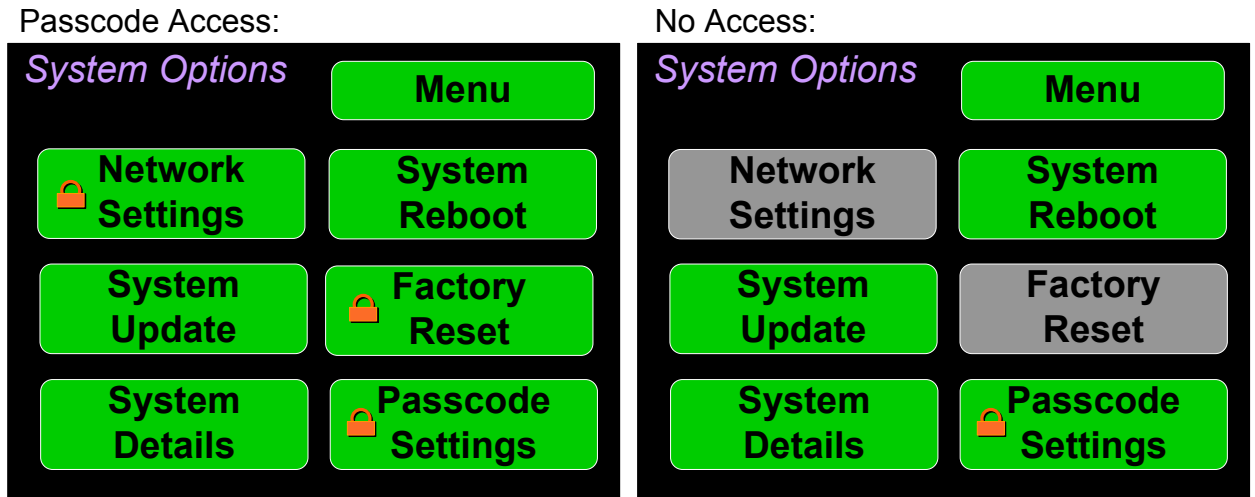 Passcode Access:
System Options
Menu
Network
Settings
System
Reboot
System
Update
Factory
Reset
System
Details
Passcode
Settings
No Access:
System Options
Menu
Network
Settings
System
Reboot
System
Update
Factory
Reset
System
Details
Passcode
Settings